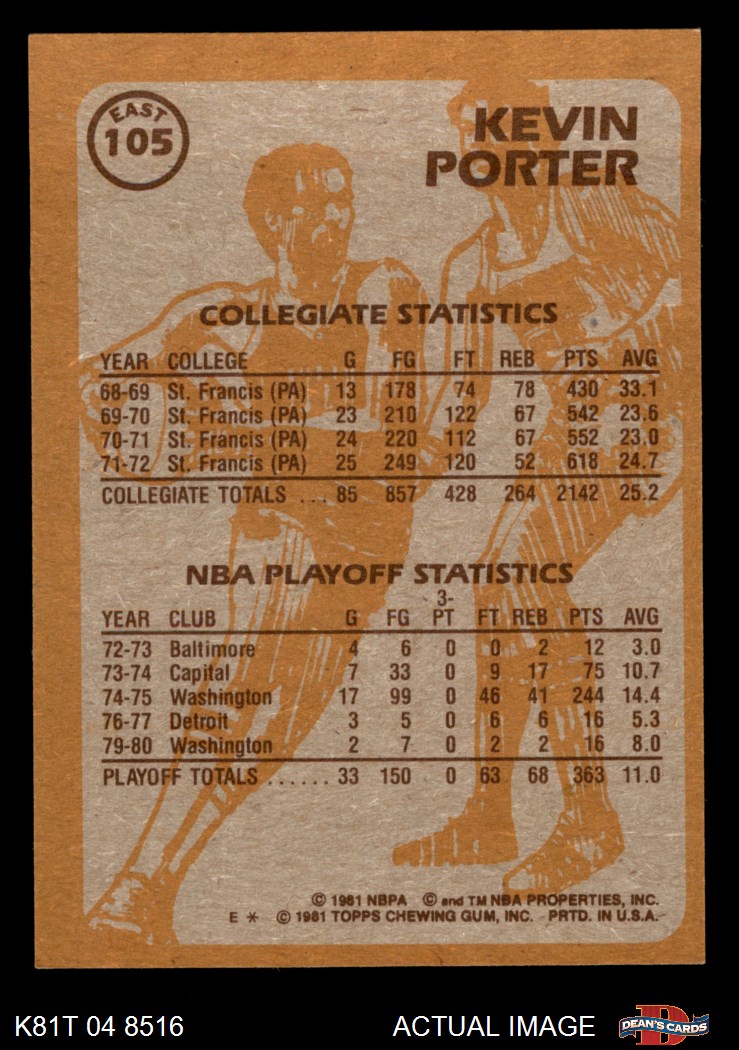 EAST
105
KEVIN
PORTER
COLLEGIATE STATISTICS
YEAR COLLEGE G FG FT REB PTS AVG
68-69 St. Francis (PA) 13 178 74 78 430 33.1
69-70 St. Francis (PA) 23 210 122 67 542 23.6
70-71 St. Francis (PA) 24 220 112 67 552 23.0
71-72 St. Francis (PA) 25 249 120 52 618 24.7
COLLEGIATE TOTALS ... 85 857 428 264 2142 25.2
NBA PLAYOFF STATISTICS
YEAR CLUB G FG 3-PT FT REB PTS AVG
72-73 Baltimore 4 6 0 0 2 12 3.0
73-74 Capital 7 33 0 9 17 75 10.7
74-75 Washington 17 99 0 46 41 244 14.4
76-77 Detroit 3 5 0 6 6 16 5.3
79-80 Washington 2 7 0 2 2 16 8.0
PLAYOFF TOTALS ...... 33 150 0 63 68 363 11.0
© 1981 NBPA © and TM NBA PROPERTIES, INC.
E * © 1981 TOPPS CHEWING GUM, INC. PRTD. IN U.S.A.
K81T 04 8516 ACTUAL IMAGE
D
DEAN'S CARDS